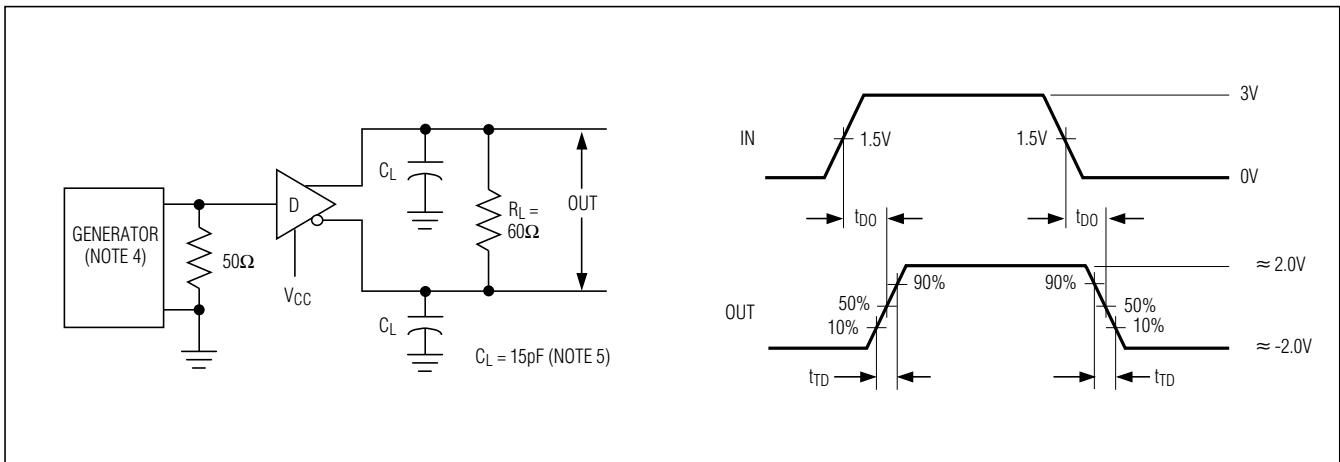 GENERATOR
(NOTE 4)
50Ω
D
VCC
CL
CL
RL =
60Ω
OUT
CL = 15pF (NOTE 5)
IN
1.5V
1.5V
3V
0V
tDO
tDO
OUT
90%
50%
10%
90%
50%
10%
≈ 2.0V
≈ -2.0V
tTD
tTD